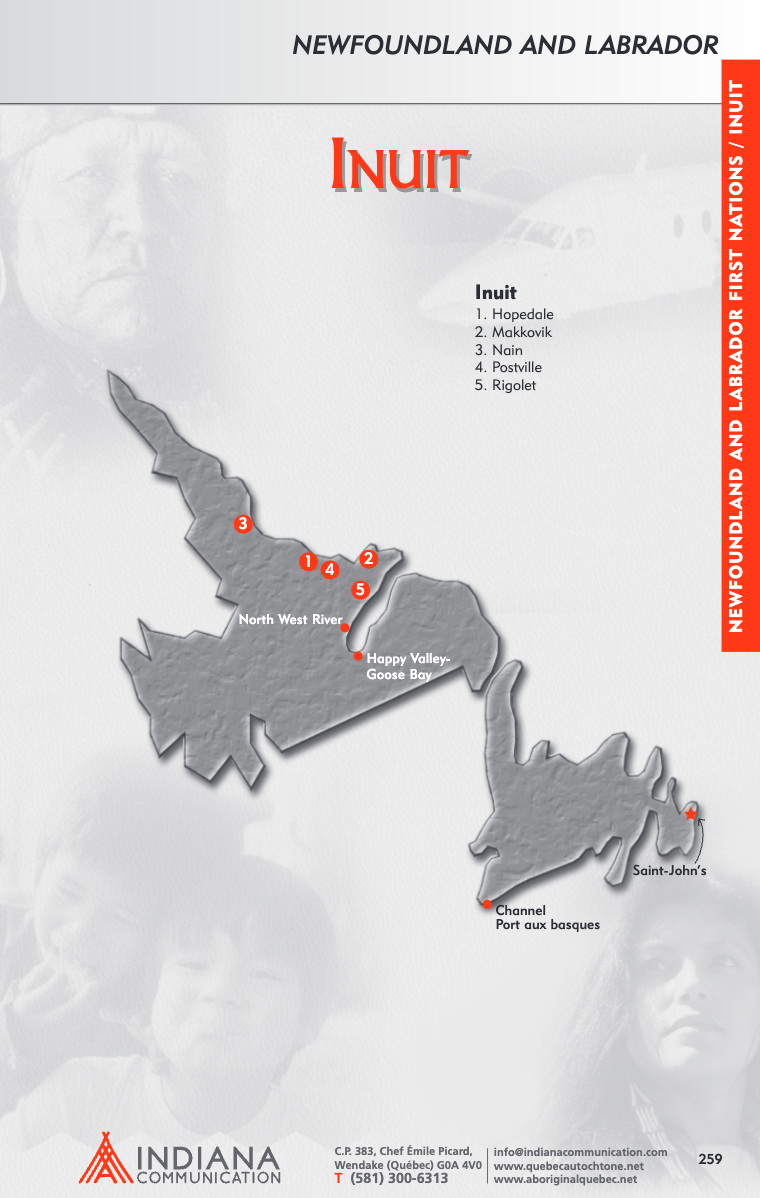 NEWFOUNDLAND AND LABRADOR
NEWFOUNDLAND AND LABRADOR FIRST NATIONS / INUIT
INUIT
Inuit
1. Hopedale
2. Makkovik
3. Nain
4. Postville
5. Rigolet
3
1
4
2
5
North West River
Happy Valley-
Goose Bay
Saint-John's
Channel
Port aux basques
INDIANA
COMMUNICATION
C.P. 383, Chef Émile Picard,
Wendake (Québec) G0A 4V0
T (581) 300-6313
info@indianacommunication.com
www.quebecautochtone.net
www.aboriginalquebec.net
259